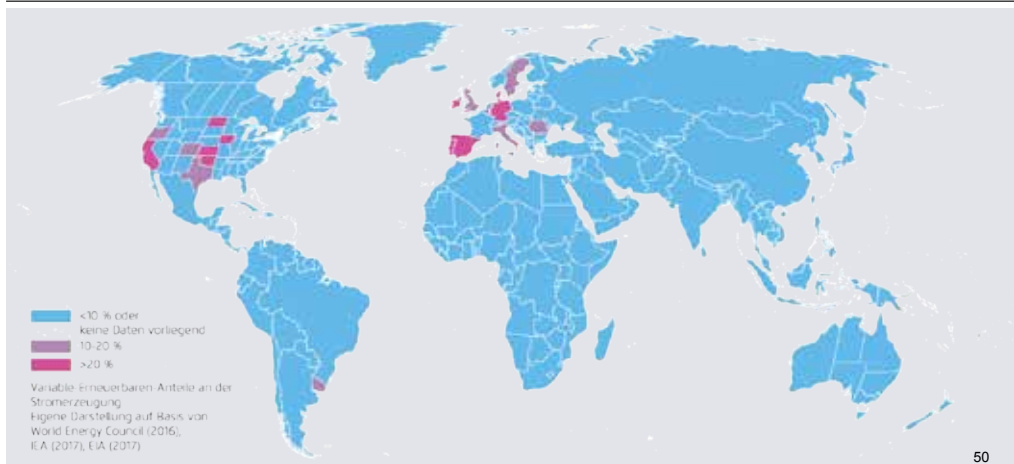 <10 % oder
keine Daten vorliegend
10-20 %
>20 %
Variable Erneuerbaren-Anteile an der
Stromerzeugung
Eigene Darstellung auf Basis von
World Energy Council (2016),
IEA (2017), EIA (2017)
50